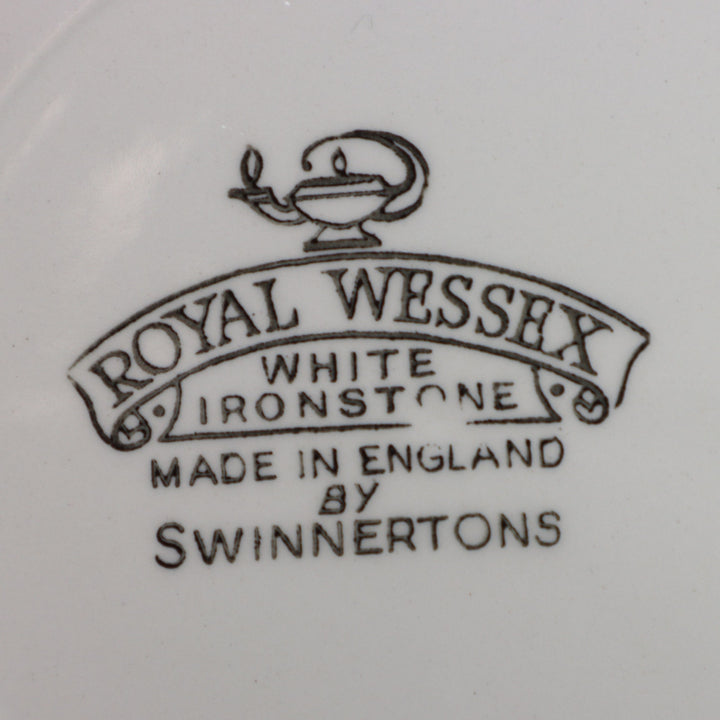 ROYAL WESSEX
WHITE
IRONSTONE
MADE IN ENGLAND
BY
SWINNERTONS